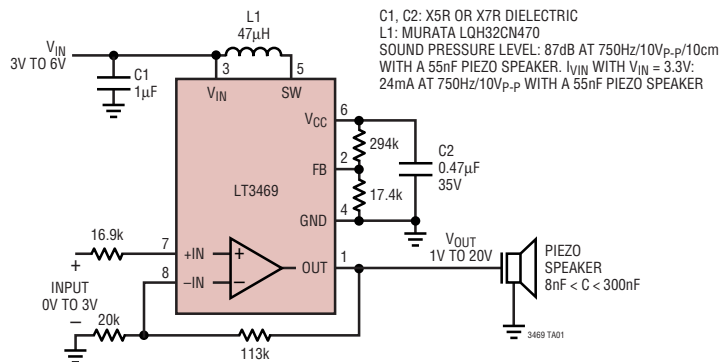 L1
47µH
C1, C2: X5R OR X7R DIELECTRIC
L1: MURATA LQH32CN470
SOUND PRESSURE LEVEL: 87dB AT 750Hz/10VP-P/10cm
WITH A 55nF PIEZO SPEAKER. IVIN WITH VIN = 3.3V:
24mA AT 750Hz/10VP-P WITH A 55nF PIEZO SPEAKER
VIN
3V TO 6V
C1
1µF
3
5
VIN
SW
VCC
6
294k
C2
0.47µF
35V
FB
2
17.4k
LT3469
GND
4
16.9k
7
+IN
+
+
8
–IN
–
OUT
1
VOUT
1V TO 20V
PIEZO
SPEAKER
8nF < C < 300nF
INPUT
0V TO 3V
–
20k
113k
3469 TA01